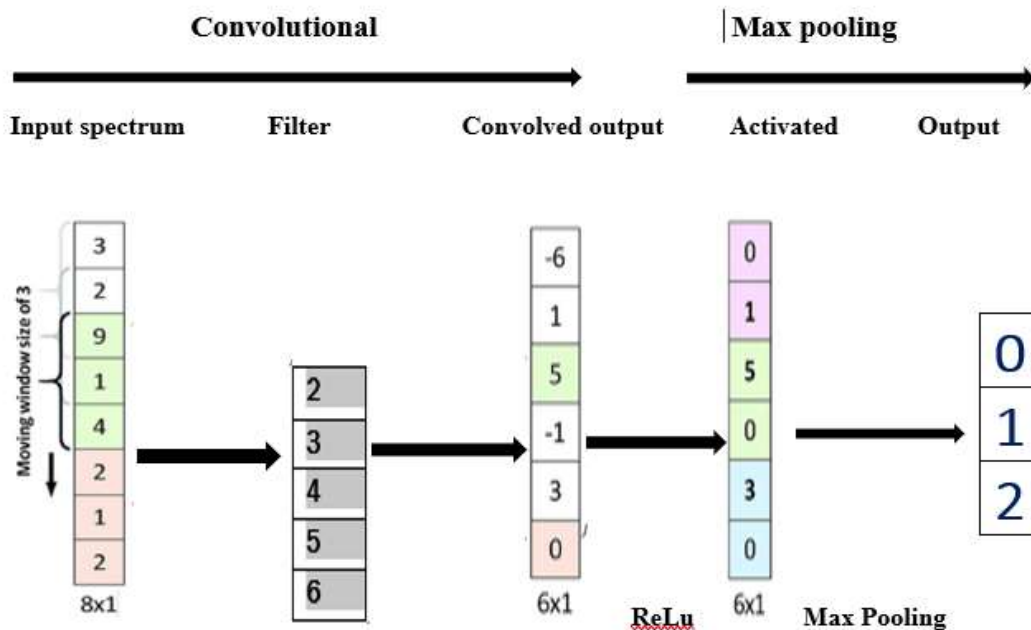 Convolutional
Max pooling
Input spectrum
Filter
Convolved output
Activated
Output
Moving window size of 3
3
2
9
1
4
2
1
2
8x1
2
3
4
5
6
-6
1
5
-1
3
0
6x1
ReLu
0
1
5
0
3
0
6x1
Max Pooling
0
1
2